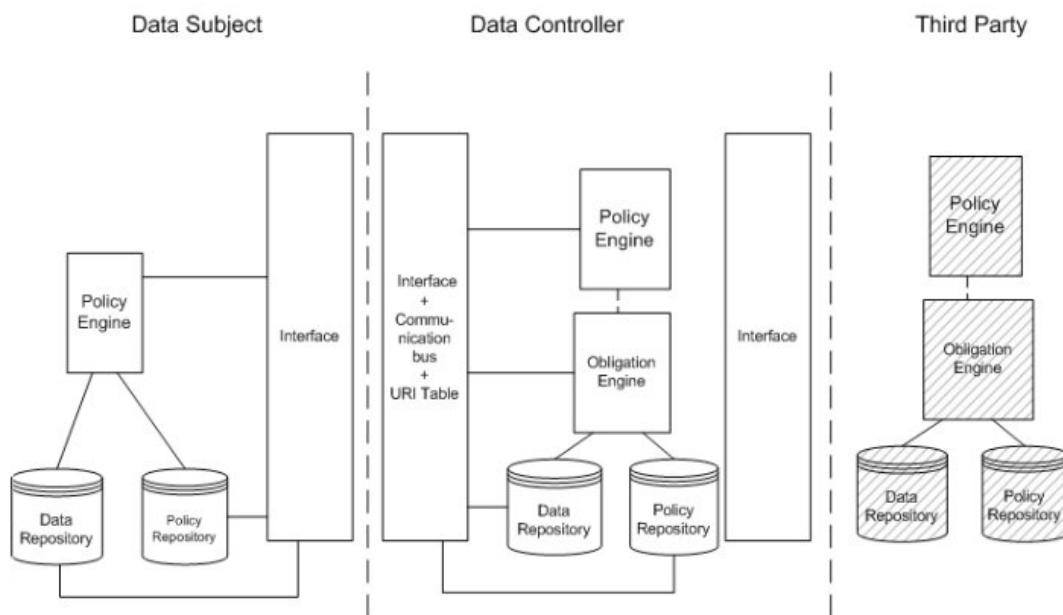 Data Subject
Data Controller
Third Party
Policy
Engine
Interface
Data
Repository
Policy
Repository
Interface
+
Commu-
nication
bus
+
URI Table
Policy
Engine
Obligation
Engine
Data
Repository
Policy
Repository
Interface
Policy
Engine
Obligation
Engine
Data
Repository
Policy
Repository